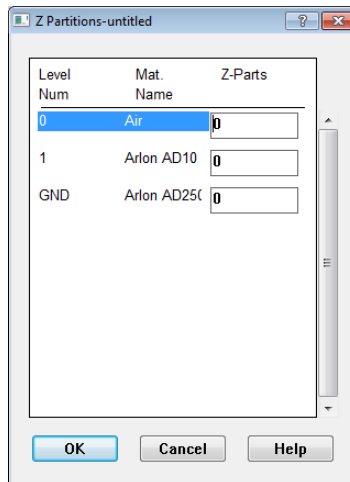 Z Partitions-untitled
Level Num Mat. Name Z-Parts
0 Air 0
1 Arlon AD10 0
GND Arlon AD25 0
OK Cancel Help